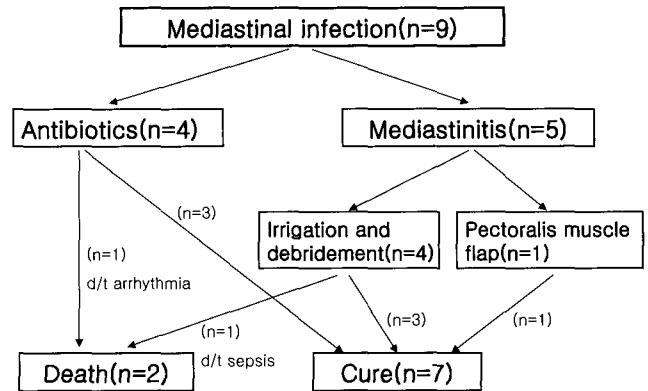 Mediastinal infection(n=9)
Antibiotics(n=4)
Mediastinitis(n=5)
(n=3)
Irrigation and
debridement(n=4)
Pectoralis muscle
flap(n=1)
(n=1)
d/t arrhythmia
(n=1)
d/t sepsis
(n=3)
(n=1)
Death(n=2)
Cure(n=7)